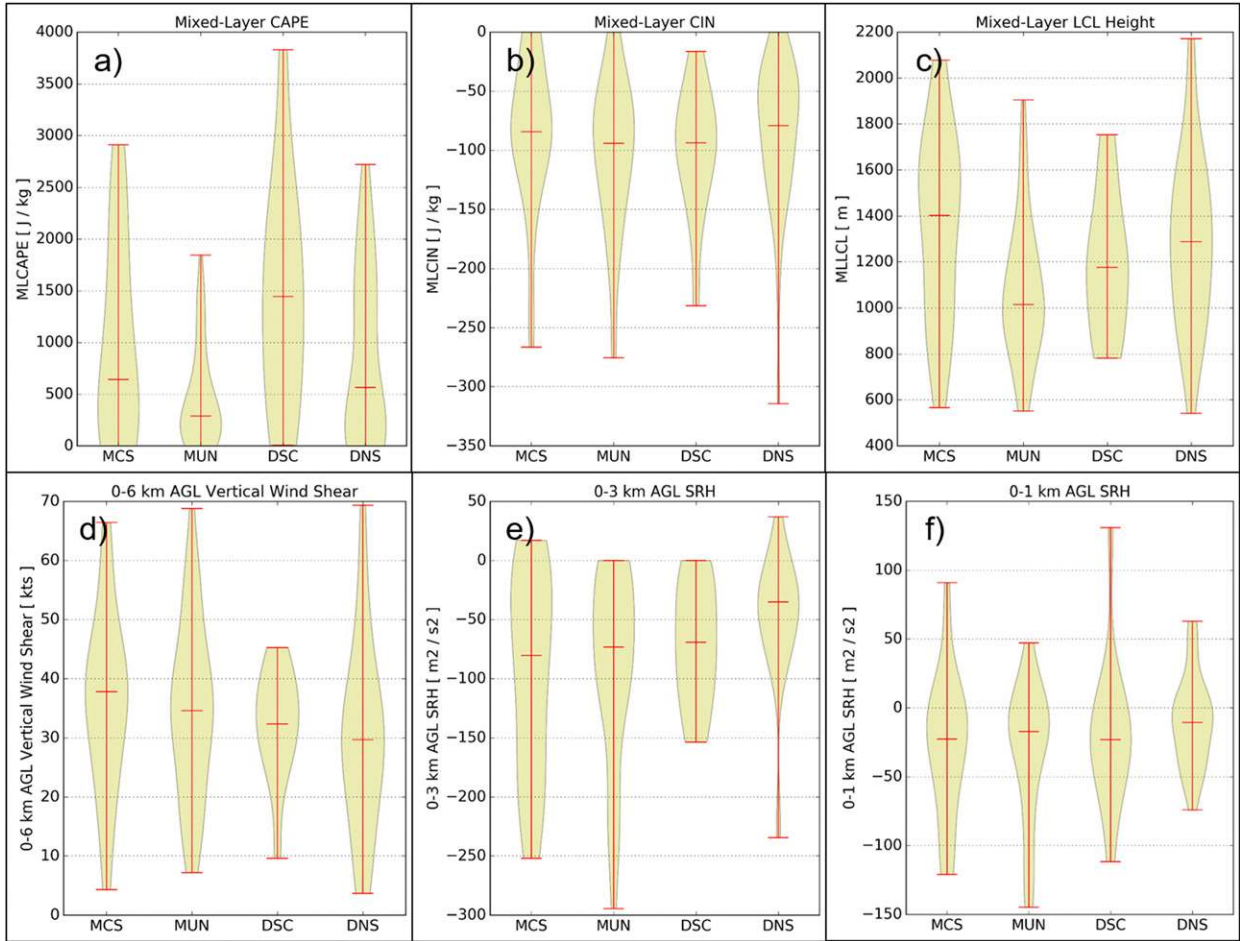 Mixed-Layer CAPE
a)
MLCAPE [ J / kg ]
4000
3500
3000
2500
2000
1500
1000
500
0
MCS MUN DSC DNS
Mixed-Layer CIN
b)
MLCIN [ J / kg ]
0
−50
−100
−150
−200
−250
−300
−350
MCS MUN DSC DNS
Mixed-Layer LCL Height
c)
MLLCL [ m ]
2200
2000
1800
1600
1400
1200
1000
800
600
400
MCS MUN DSC DNS
0-6 km AGL Vertical Wind Shear
d)
0-6 km AGL Vertical Wind Shear [ kts ]
70
60
50
40
30
20
10
0
MCS MUN DSC DNS
0-3 km AGL SRH
e)
0-3 km AGL SRH [ m2 / s2 ]
50
0
−50
−100
−150
−200
−250
−300
MCS MUN DSC DNS
0-1 km AGL SRH
f)
0-1 km AGL SRH [ m2 / s2 ]
150
100
50
0
−50
−100
−150
MCS MUN DSC DNS